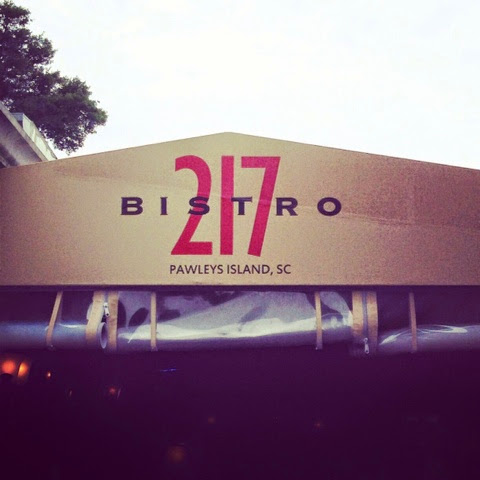 217
BISTRO
PAWLEYS ISLAND, SC